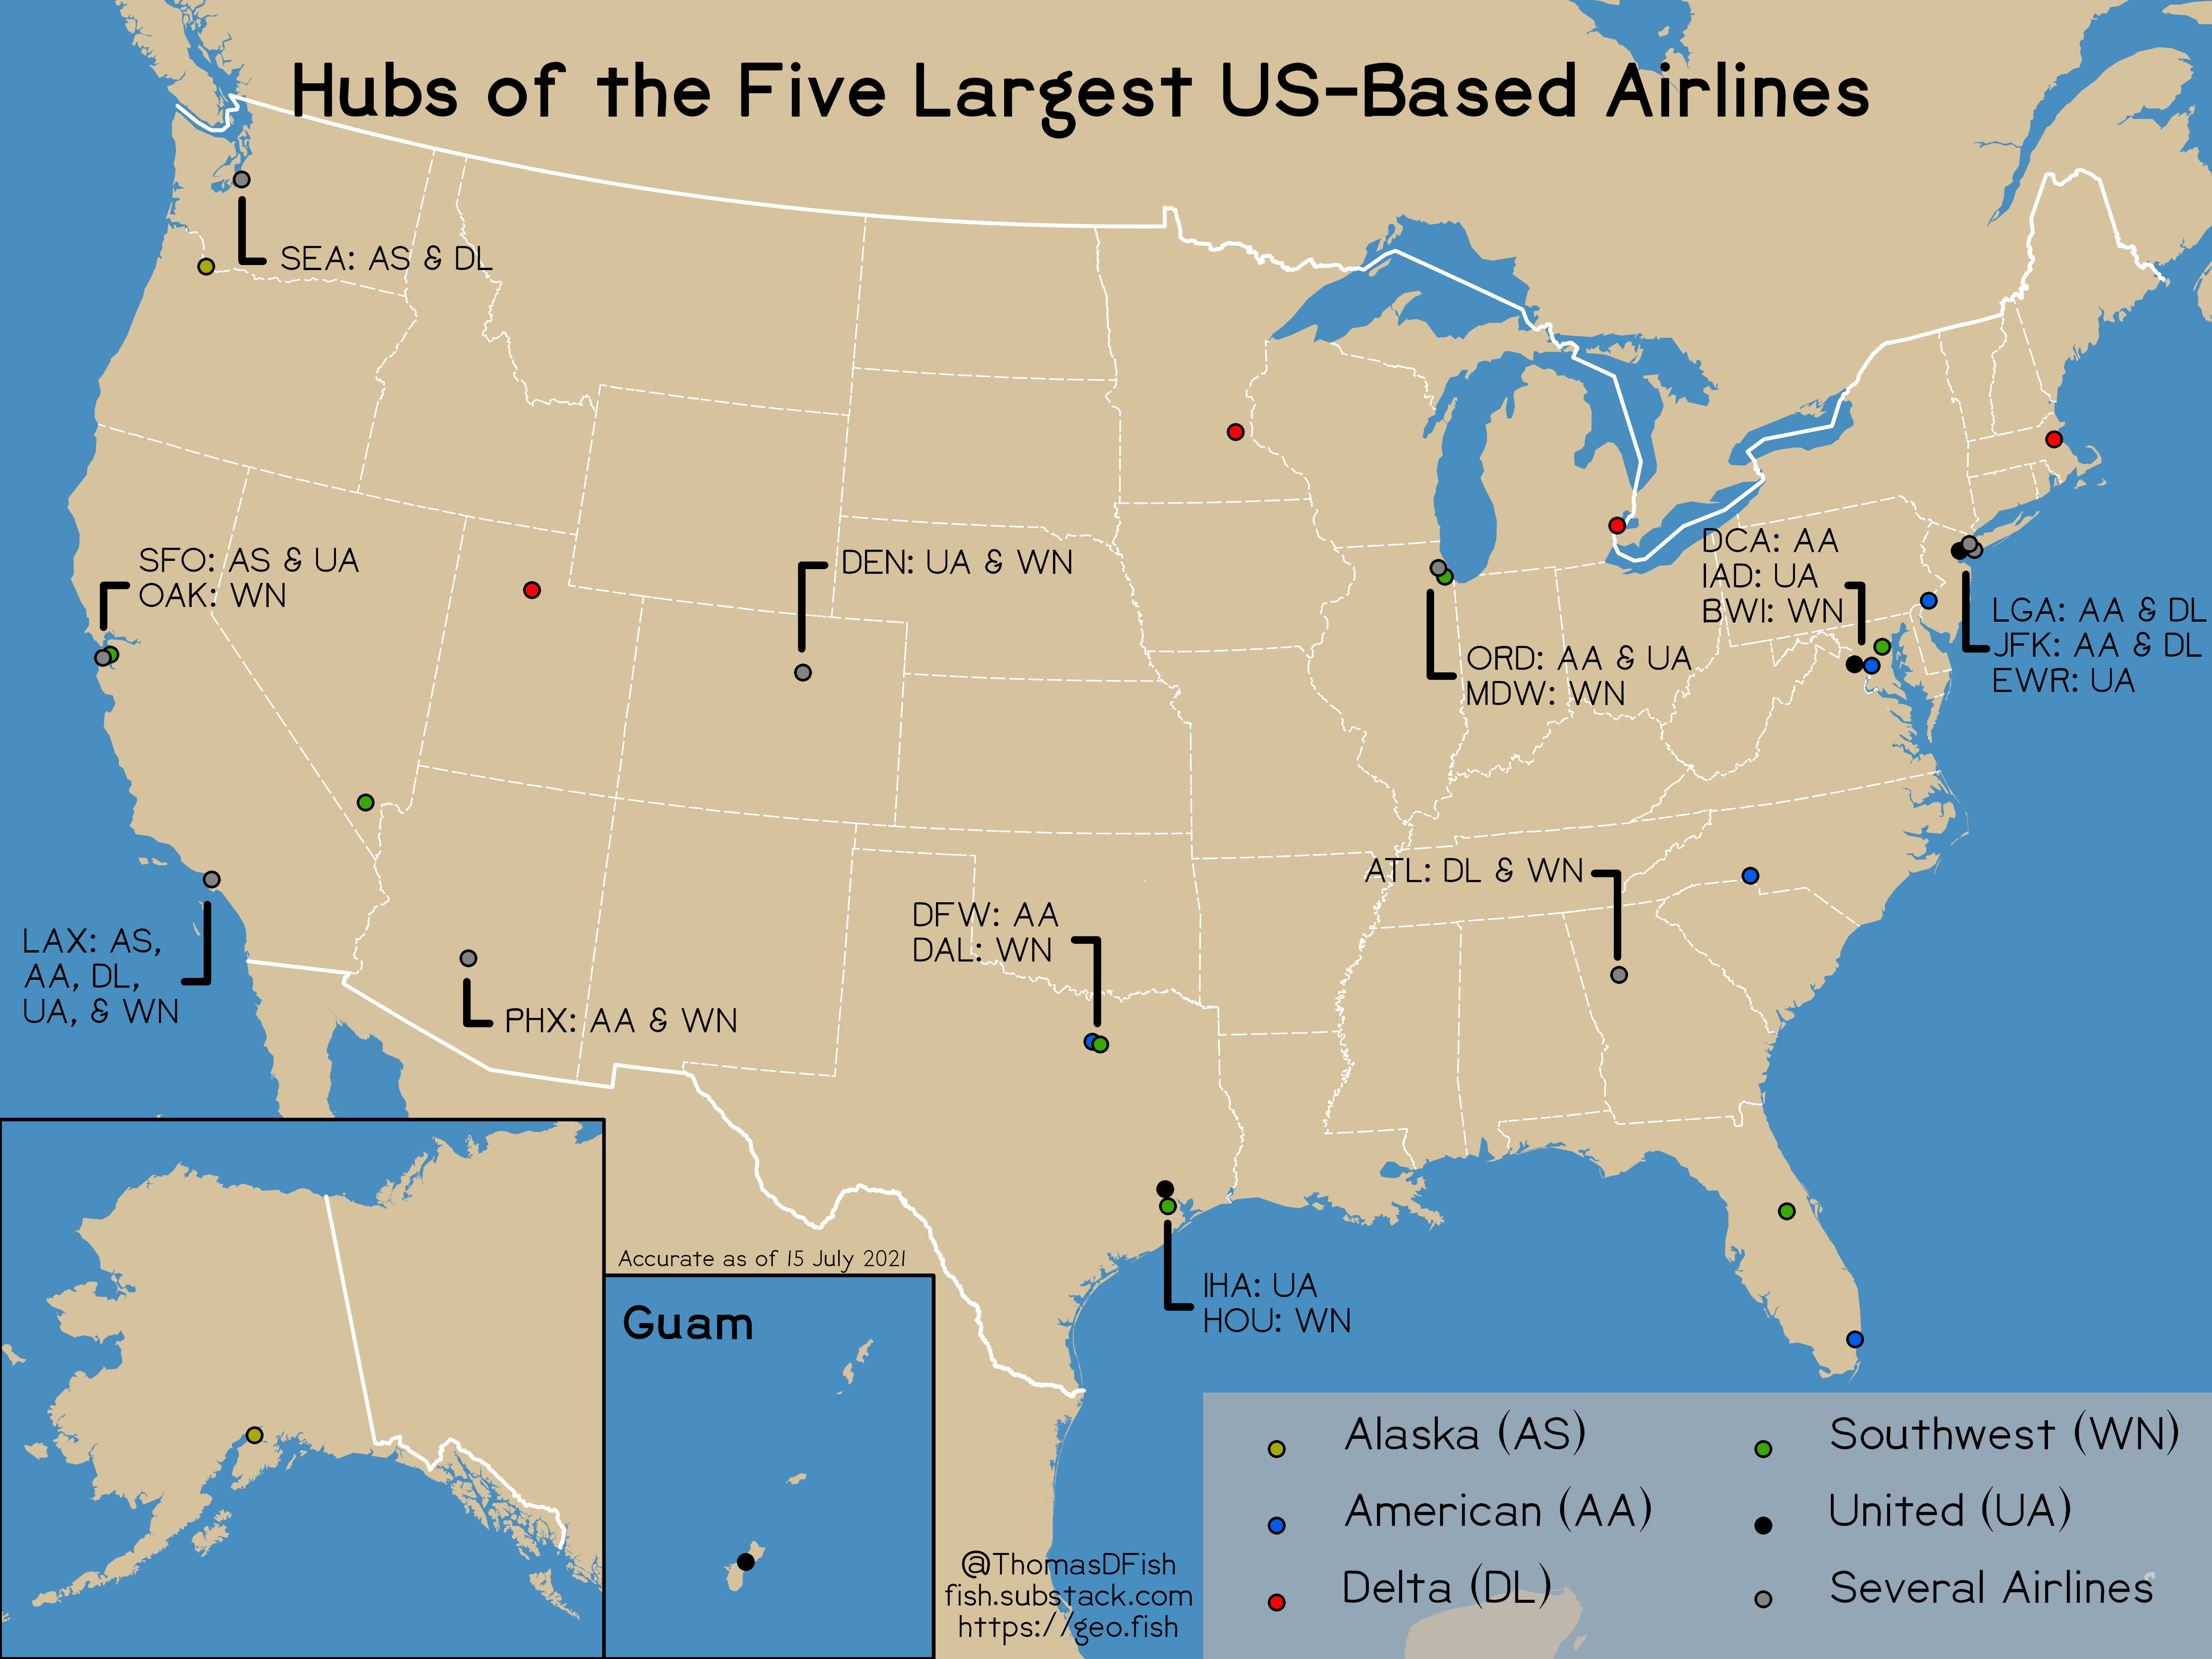 Hubs of the Five Largest US-Based Airlines
SEA: AS & DL
SFO: AS & UA
OAK: WN
DEN: UA & WN
ORD: AA & UA
MDW: WN
DCA: AA
IAD: UA
BWI: WN
LGA: AA & DL
JFK: AA & DL
EWR: UA
LAX: AS,
AA, DL,
UA, & WN
PHX: AA & WN
DFW: AA
DAL: WN
ATL: DL & WN
IHA: UA
HOU: WN
Accurate as of 15 July 2021
Guam
@ThomasDFish
fish.substack.com
https://geo.fish
Alaska (AS)
American (AA)
Delta (DL)
Southwest (WN)
United (UA)
Several Airlines